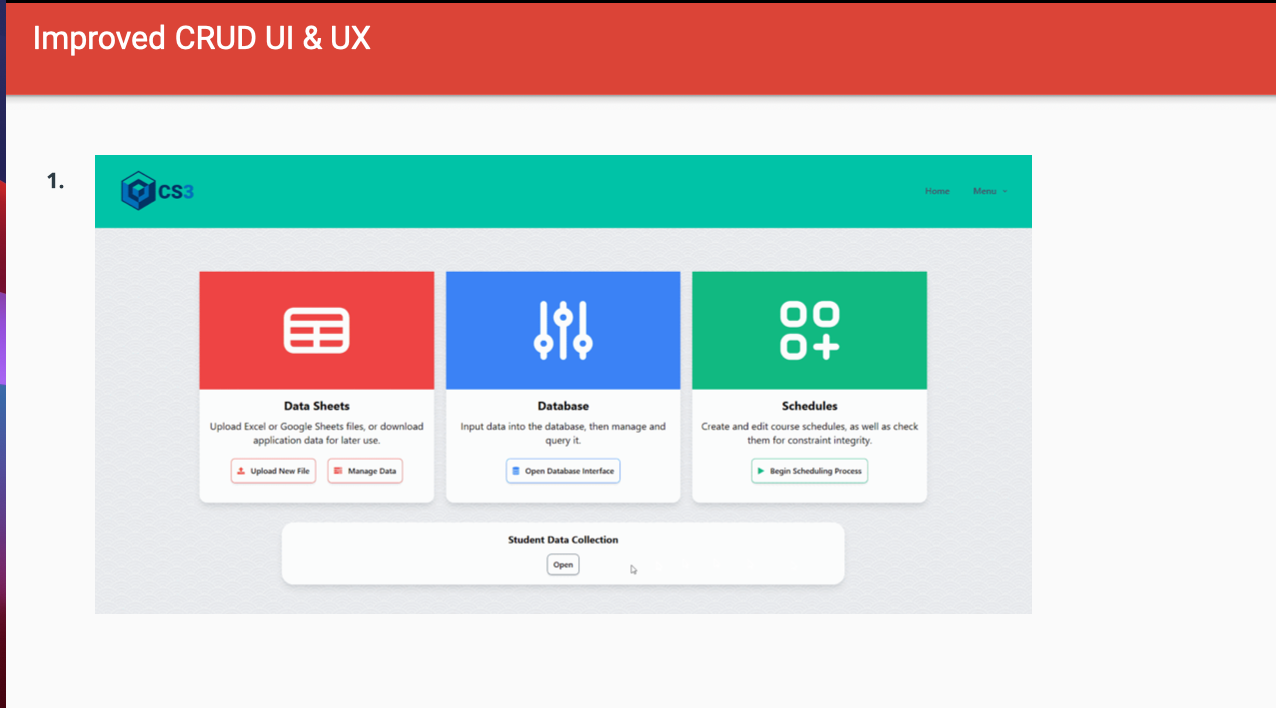 Improved CRUD UI & UX
1.
CS3
Home Menu
Data Sheets
Upload Excel or Google Sheets files, or download
application data for later use.
Upload New File Manage Data
Database
Input data into the database, then manage and
query it.
Open Database Interface
Schedules
Create and edit course schedules, as well as check
them for constraint integrity.
Begin Scheduling Process
Student Data Collection
Open